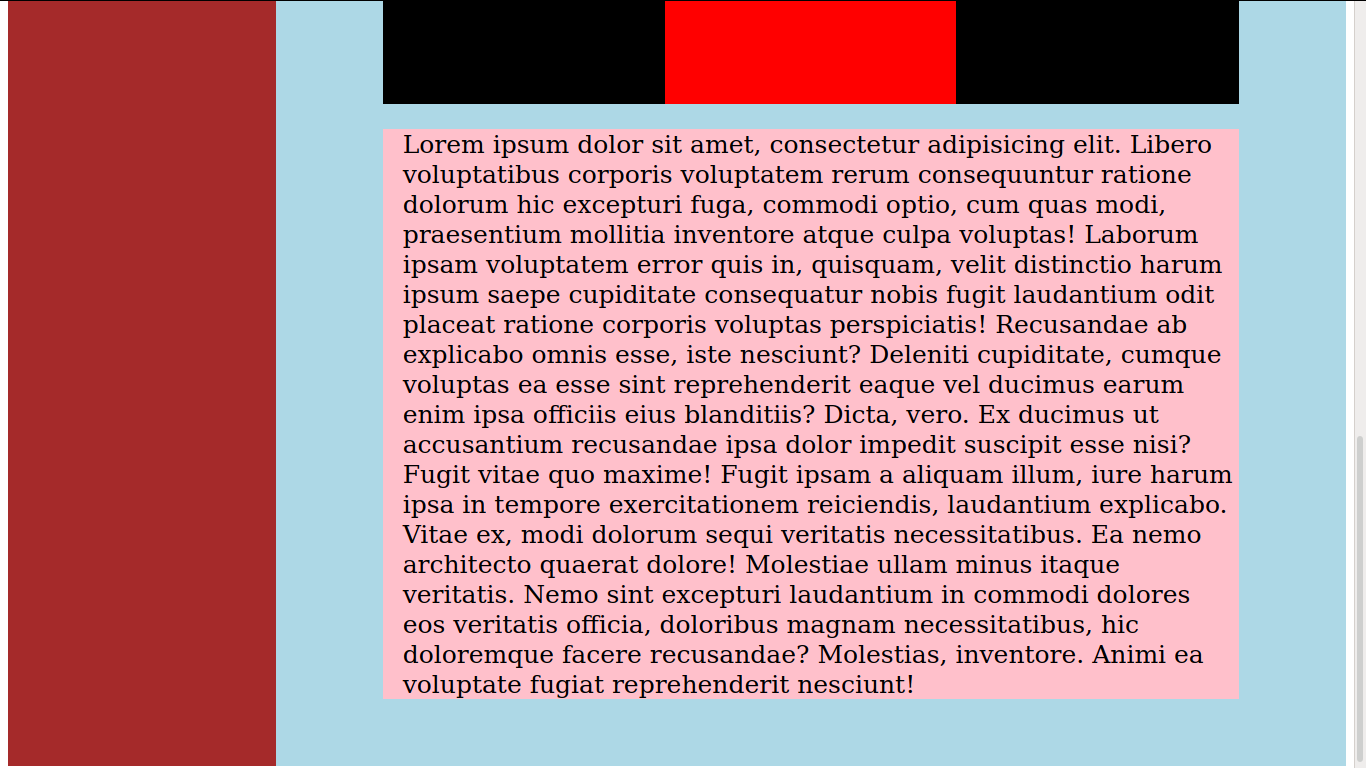 Lorem ipsum dolor sit amet, consectetur adipisicing elit. Libero
voluptatibus corporis voluptatem rerum consequuntur ratione
dolorum hic excepturi fuga, commodi optio, cum quas modi,
praesentium mollitia inventore atque culpa voluptas! Laborum
ipsam voluptatem error quis in, quisquam, velit distinctio harum
ipsum saepe cupiditate consequatur nobis fugit laudantium odit
placeat ratione corporis voluptas perspiciatis! Recusandae ab
explicabo omnis esse, iste nesciunt? Deleniti cupiditate, cumque
voluptas ea esse sint reprehenderit eaque vel ducimus earum
enim ipsa officiis eius blanditiis? Dicta, vero. Ex ducimus ut
accusantium recusandae ipsa dolor impedit suscipit esse nisi?
Fugit vitae quo maxime! Fugit ipsam a aliquam illum, iure harum
ipsa in tempore exercitationem reiciendis, laudantium explicabo.
Vitae ex, modi dolorum sequi veritatis necessitatibus. Ea nemo
architecto quaerat dolore! Molestiae ullam minus itaque
veritatis. Nemo sint excepturi laudantium in commodi dolores
eos veritatis officia, doloribus magnam necessitatibus, hic
doloremque facere recusandae? Molestias, inventore. Animi ea
voluptate fugiat reprehenderit nesciunt!